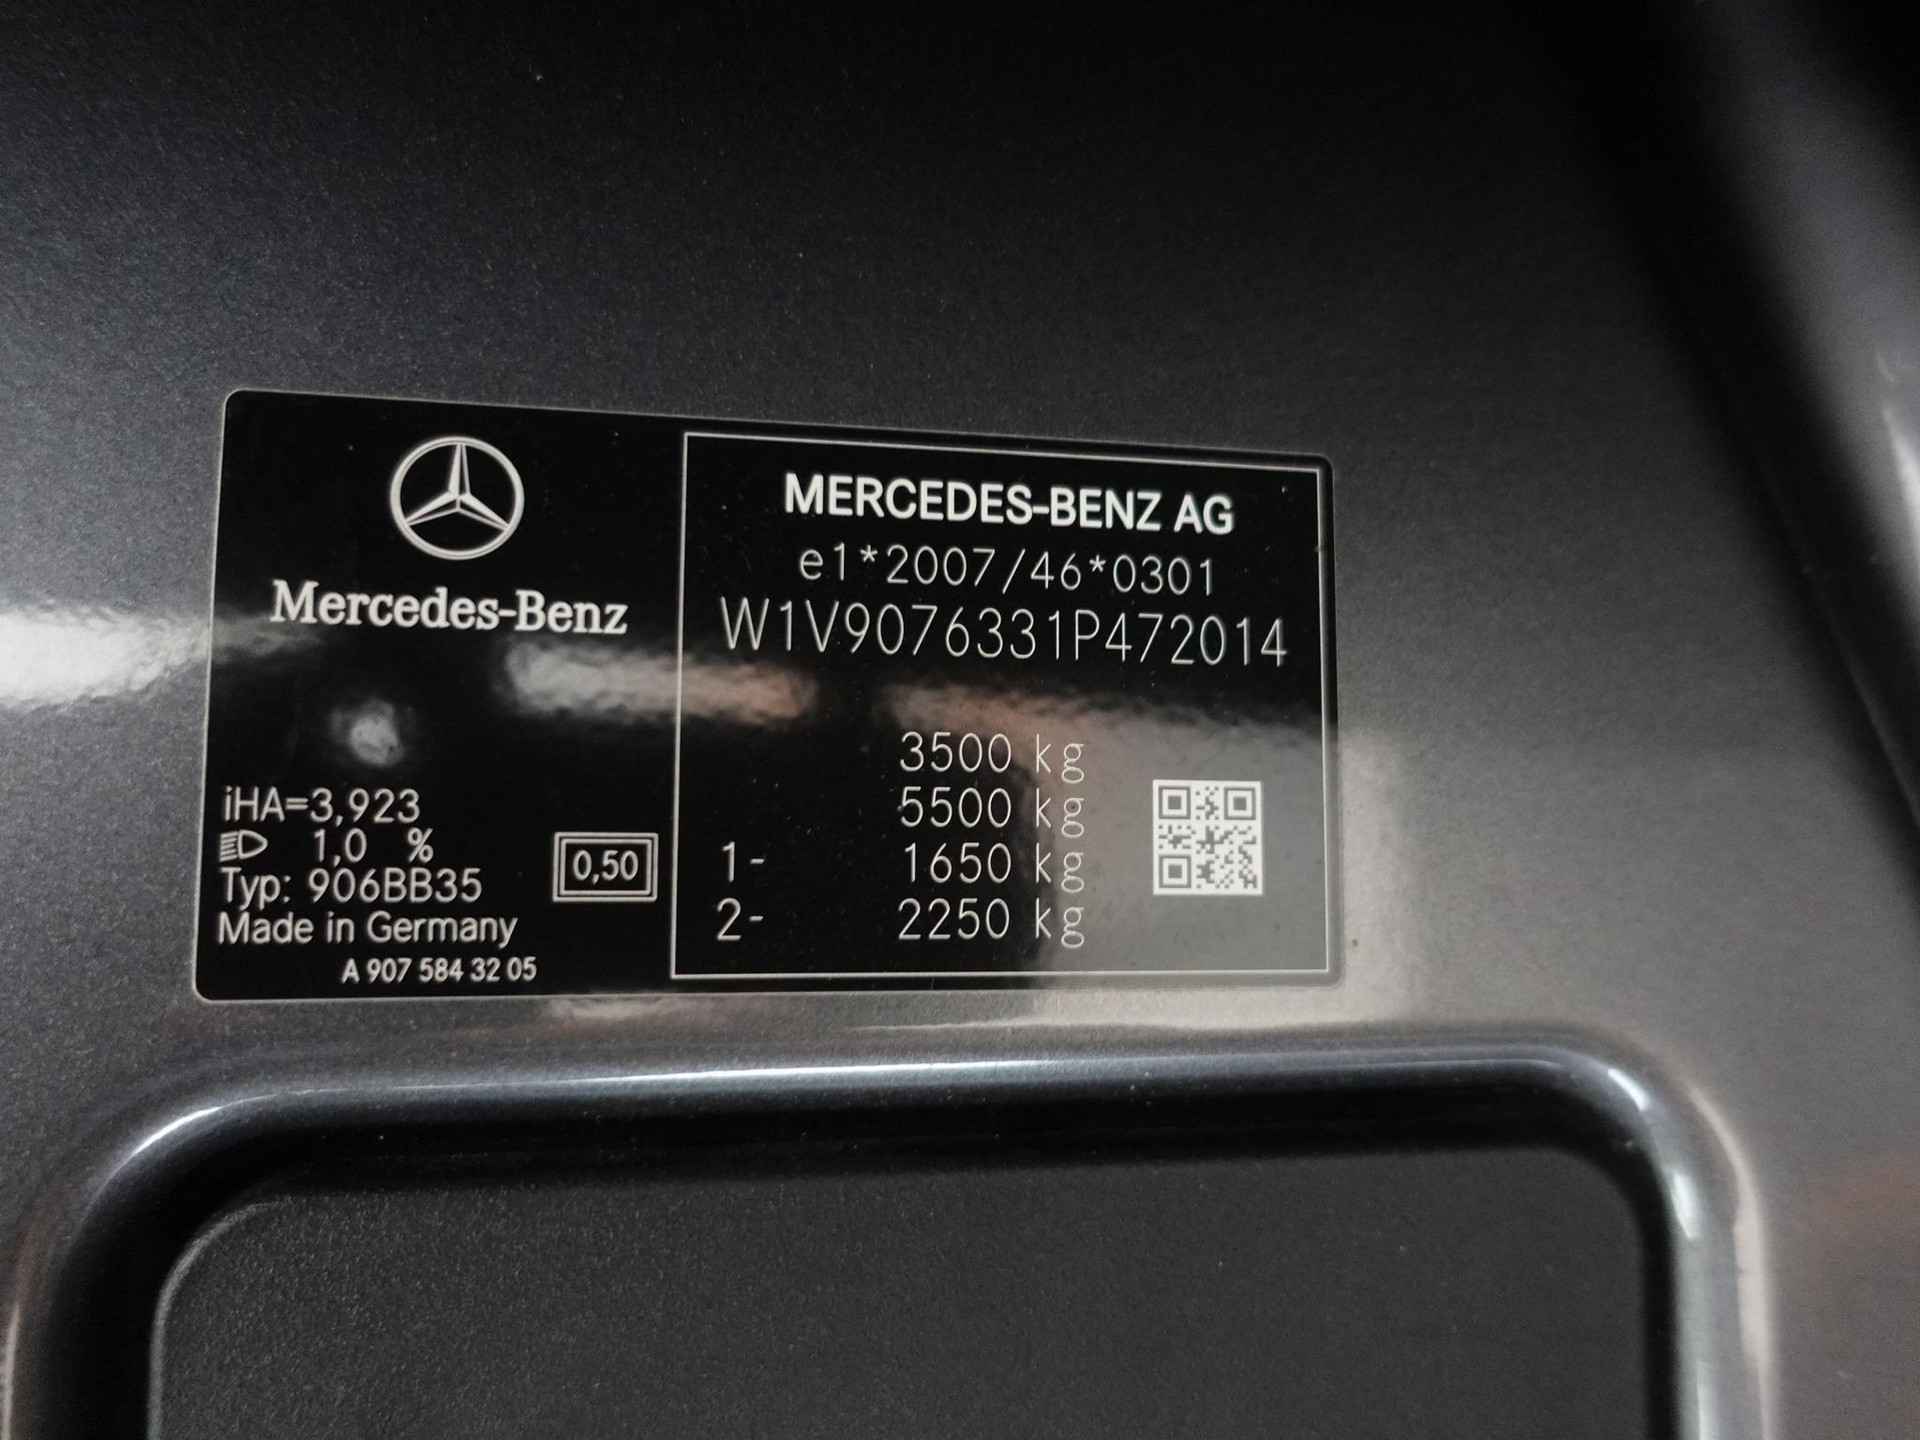 Mercedes-Benz
iHA=3,923
1,0 %
Typ: 906BB35
Made in Germany
A 907 584 32 05
0,50
MERCEDES-BENZ AG
e1*2007/46*0301
W1V9076331P472014
3500 kg
5500 kg
1- 1650 kg
2- 2250 kg